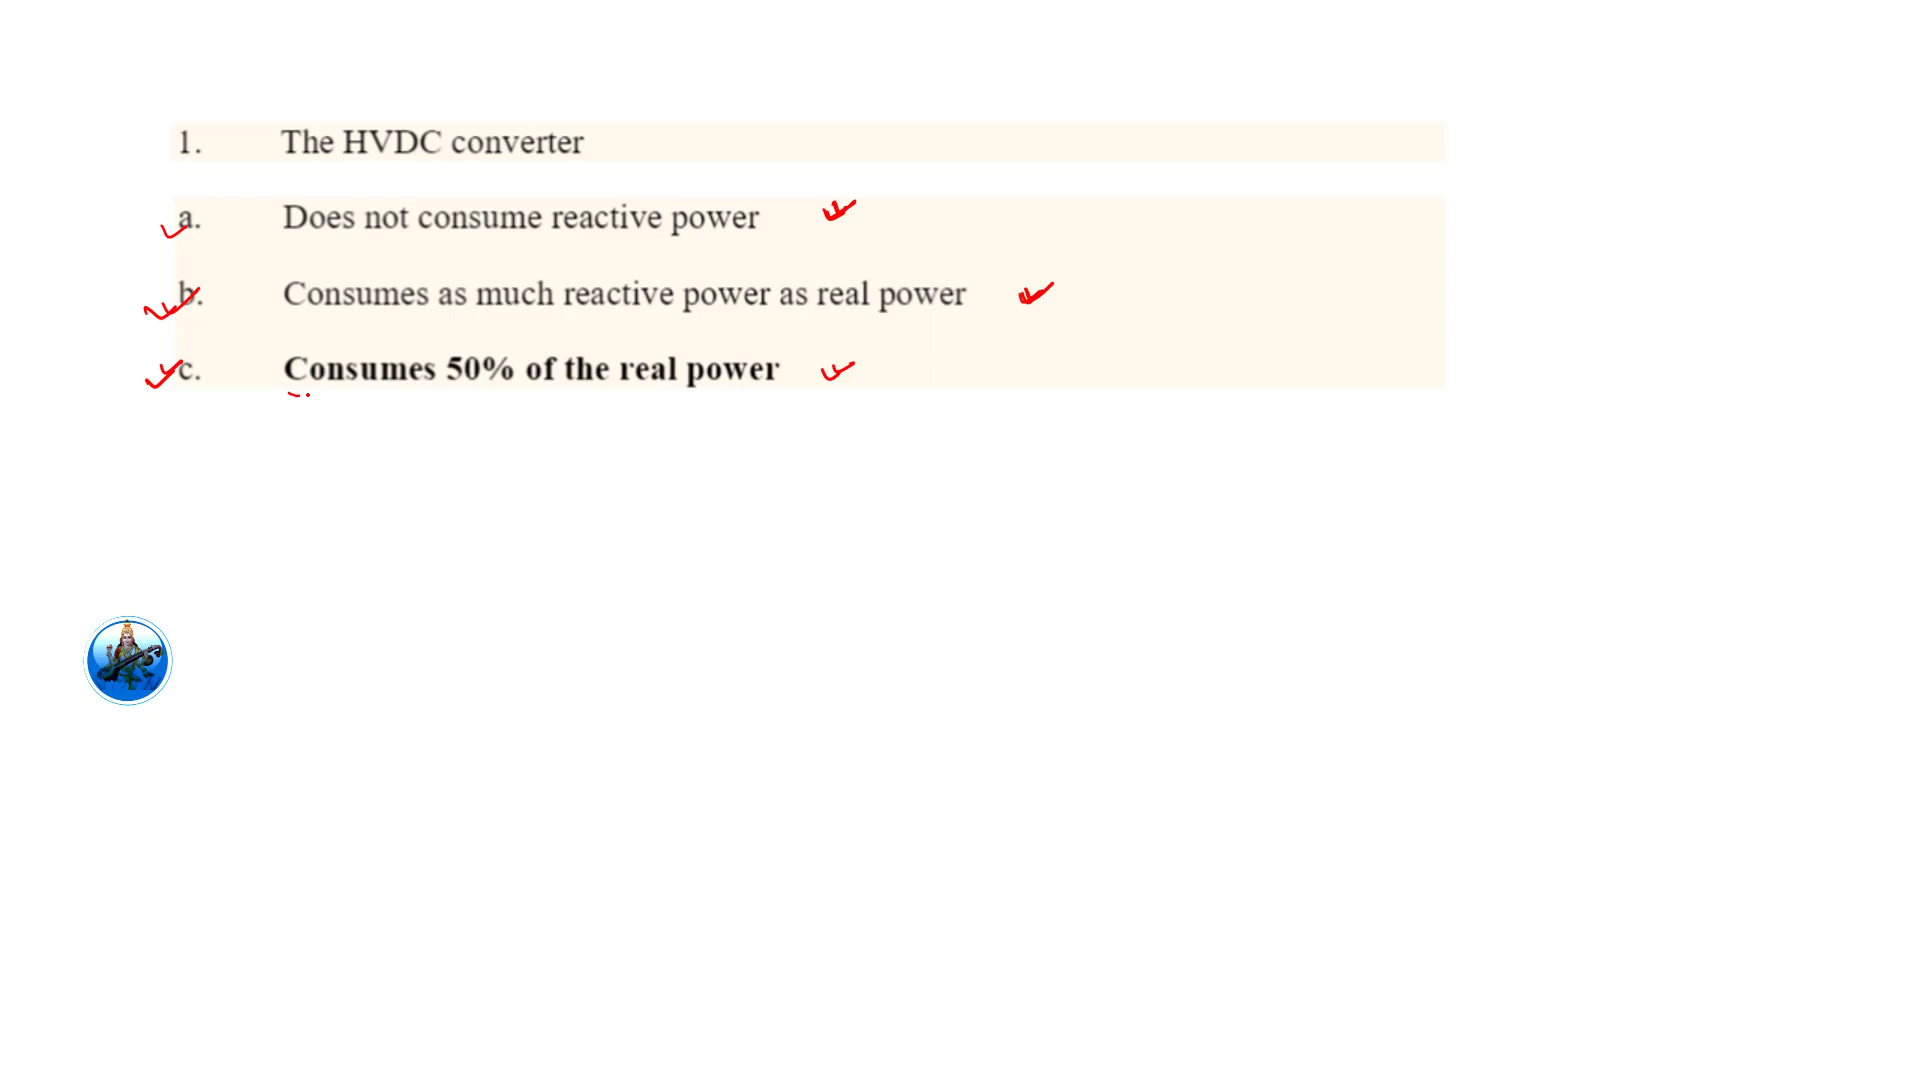 1. The HVDC converter
a. Does not consume reactive power
b. Consumes as much reactive power as real power
c. Consumes 50% of the real power